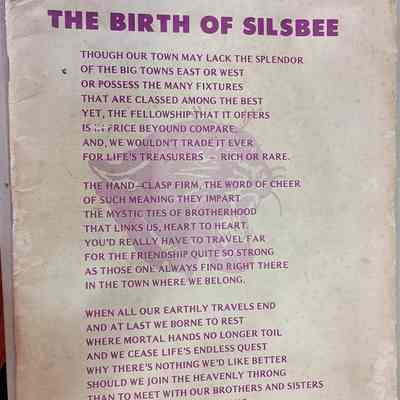 THE BIRTH OF SILSBEE
THOUGH OUR TOWN MAY LACK THE SPLENDOR
OF THE BIG TOWNS EAST OR WEST
OR POSSESS THE MANY FIXTURES
THAT ARE CLASSED AMONG THE BEST
YET, THE FELLOWSHIP THAT IT OFFERS
IS IN PRICE BEYOUND COMPARE,
AND, WE WOULDN'T TRADE IT EVER
FOR LIFE'S TREASURERS – RICH OR RARE.
THE HAND–CLASP FIRM, THE WORD OF CHEER
OF SUCH MEANING THEY IMPART
THE MYSTIC TIES OF BROTHERHOOD
THAT LINKS US, HEART TO HEART.
YOU'D REALLY HAVE TO TRAVEL FAR
FOR THE FRIENDSHIP QUITE SO STRONG
AS THOSE ONE ALWAYS FIND RIGHT THERE
IN THE TOWN WHERE WE BELONG.
WHEN ALL OUR EARTHLY TRAVELS END
AND AT LAST WE BORNE TO REST
WHERE MORTAL HANDS NO LONGER TOIL
AND WE CEASE LIFE'S ENDLESS QUEST
WHY THERE'S NOTHING WE'D LIKE BETTER
SHOULD WE JOIN THE HEAVENLY THRONG
THAN TO MEET WITH OUR BROTHERS AND SISTERS